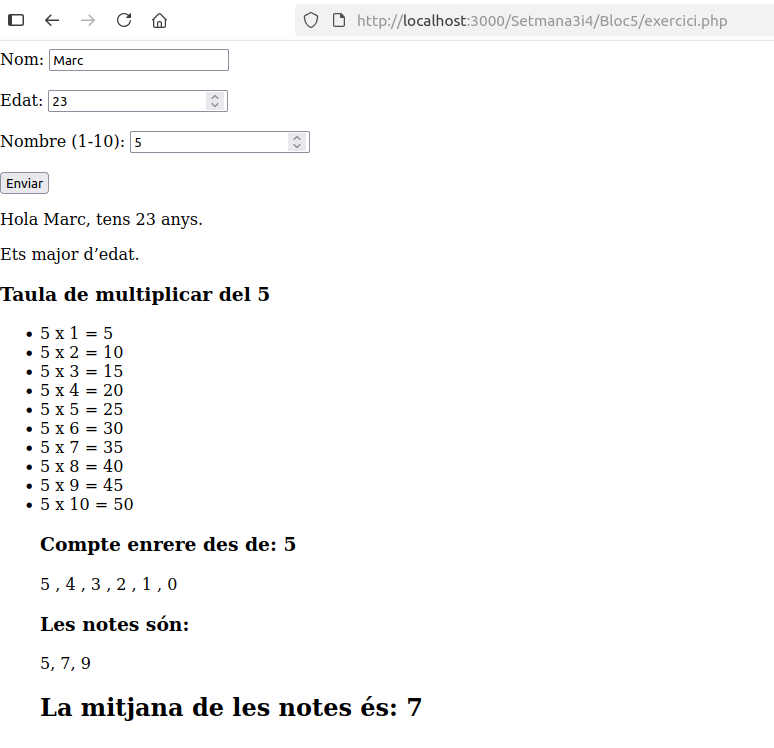 http://localhost:3000/Setmana3i4/Bloc5/exercici.php
Nom: Marc
Edat: 23
Nombre (1-10): 5
Enviar
Hola Marc, tens 23 anys.
Ets major d’edat.
Taula de multiplicar del 5
5 x 1 = 5
5 x 2 = 10
5 x 3 = 15
5 x 4 = 20
5 x 5 = 25
5 x 6 = 30
5 x 7 = 35
5 x 8 = 40
5 x 9 = 45
5 x 10 = 50
Compte enrere des de: 5
5 , 4 , 3 , 2 , 1 , 0
Les notes són:
5, 7, 9
La mitjana de les notes és: 7